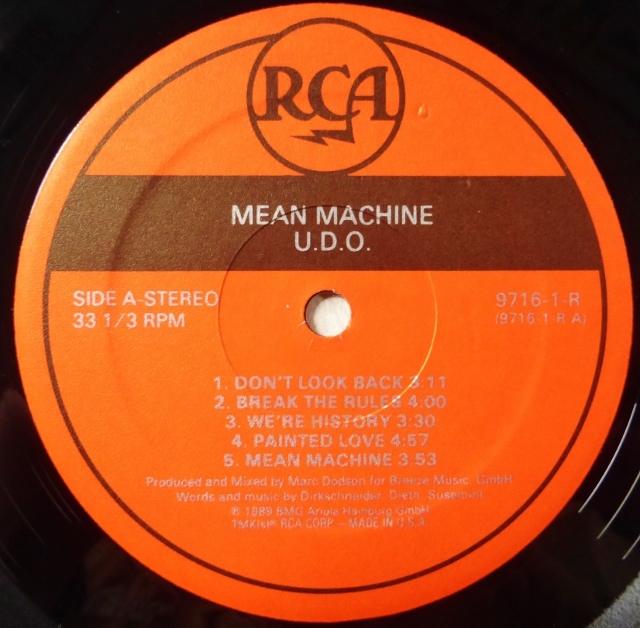 RCA
MEAN MACHINE
U.D.O.
SIDE A-STEREO
33 1/3 RPM
9716-1-R
(9716-1-R A)
1. DON'T LOOK BACK 3:11
2. BREAK THE RULES 4:00
3. WE'RE HISTORY 3:30
4. PAINTED LOVE 4:57
5. MEAN MACHINE 3:53
Produced and Mixed by Marc Dodson for Breeze Music, GmbH
Words and music by Dirkschneider, Dieth, Susemihl
℗ 1989 BMG Ariola Hamburg GmbH
TMK(s)® RCA CORP. – MADE IN U.S.A.